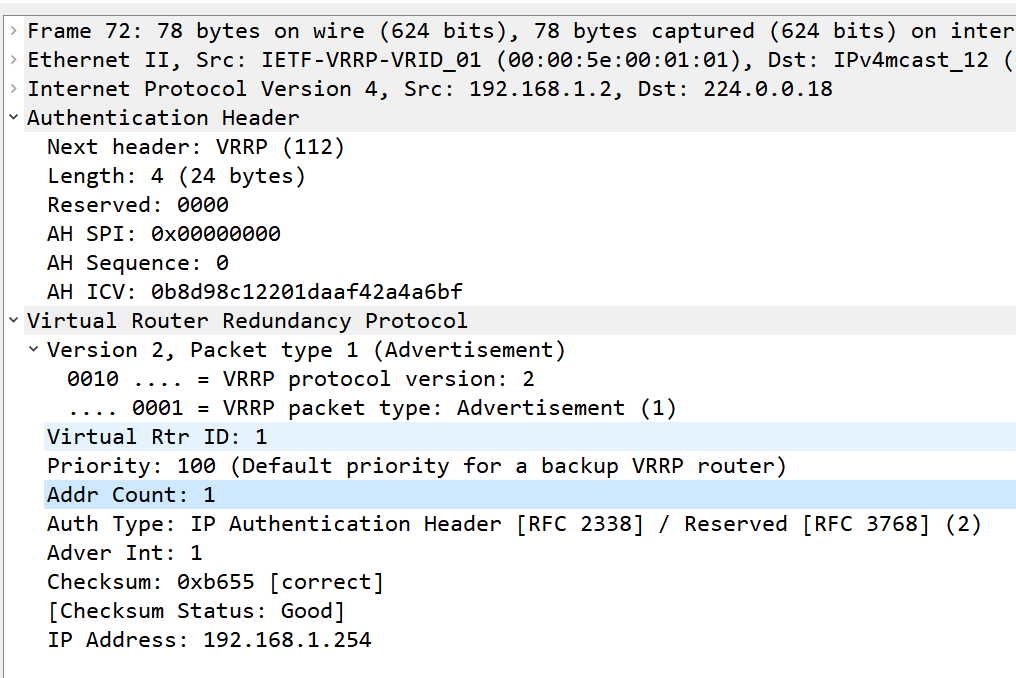 Frame 72: 78 bytes on wire (624 bits), 78 bytes captured (624 bits) on inter
Ethernet II, Src: IETF-VRRP-VRID_01 (00:00:5e:00:01:01), Dst: IPv4mcast_12 (
Internet Protocol Version 4, Src: 192.168.1.2, Dst: 224.0.0.18
Authentication Header
Next header: VRRP (112)
Length: 4 (24 bytes)
Reserved: 0000
AH SPI: 0x00000000
AH Sequence: 0
AH ICV: 0b8d98c12201daaf42a4a6bf
Virtual Router Redundancy Protocol
Version 2, Packet type 1 (Advertisement)
0010 .... = VRRP protocol version: 2
.... 0001 = VRRP packet type: Advertisement (1)
Virtual Rtr ID: 1
Priority: 100 (Default priority for a backup VRRP router)
Addr Count: 1
Auth Type: IP Authentication Header [RFC 2338] / Reserved [RFC 3768] (2)
Adver Int: 1
Checksum: 0xb655 [correct]
[Checksum Status: Good]
IP Address: 192.168.1.254